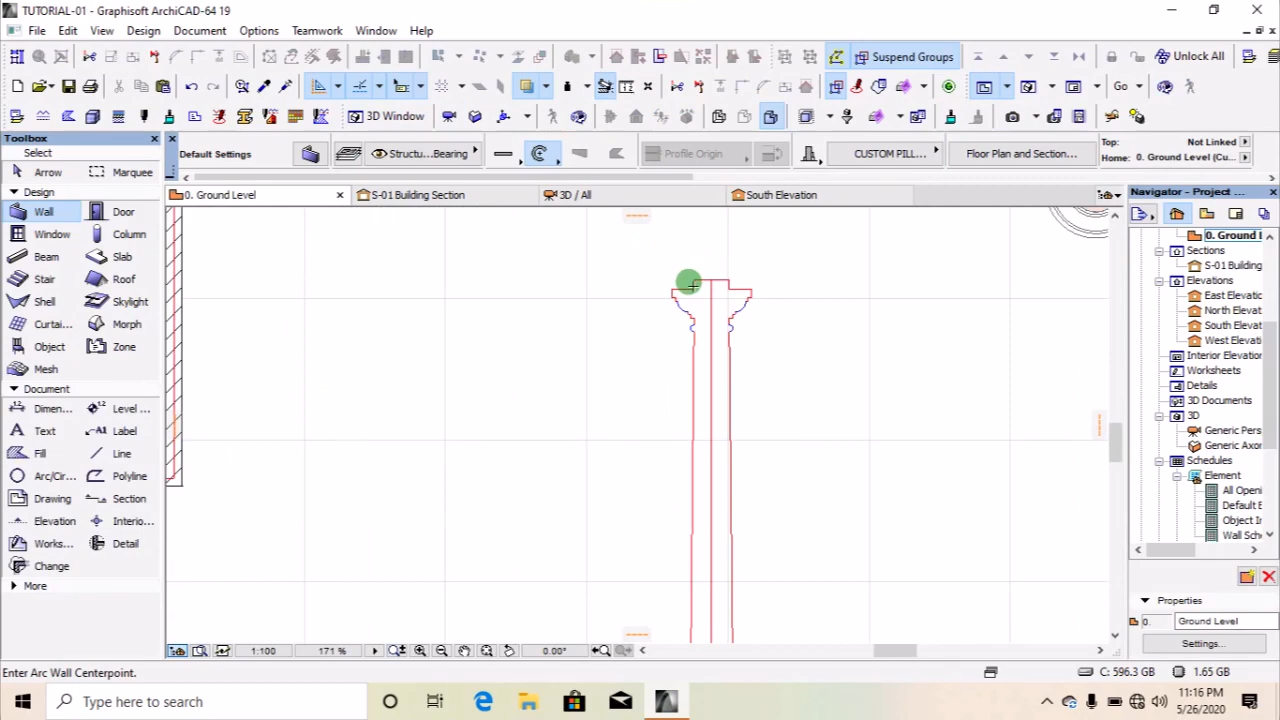 TUTORIAL-01 - Graphisoft ArchiCAD-64 19
File Edit View Design Document Options Teamwork Window Help
Suspend Groups
Unlock All
Go
3D Window
Toolbox
Select
Arrow
Marquee
Design
Wall
Door
Window
Column
Beam
Slab
Stair
Roof
Shell
Skylight
Curtai...
Morph
Object
Zone
Mesh
Document
Dimen...
Level ...
Text
Label
A1
Fill
Line
Arc/Cir...
Polyline
Drawing
Section
Elevation
Interio...
Works...
Detail
Change
More
Default Settings
Structu...Bearing
Profile Origin
CUSTOM PILL...
Floor Plan and Section...
Not Linked
Top:
Home: 0. Ground Level (Cu...
0. Ground Level
S-01 Building Section
3D / All
South Elevation
Navigator - Project ...
0. Ground l
Sections
S-01 Building
Elevations
East Elevatio
North Elevat
South Elevat
West Elevati
Interior Elevation
Worksheets
Details
3D Documents
3D
Generic Pers
Generic Axor
Schedules
Element
All Openi
Default E
Object In
Wall Sch
Properties
0. Ground Level
Settings...
1:100
171 %
0.00°
Enter Arc Wall Centerpoint.
C: 596.3 GB
1.65 GB
Type here to search
11:16 PM
5/26/2020